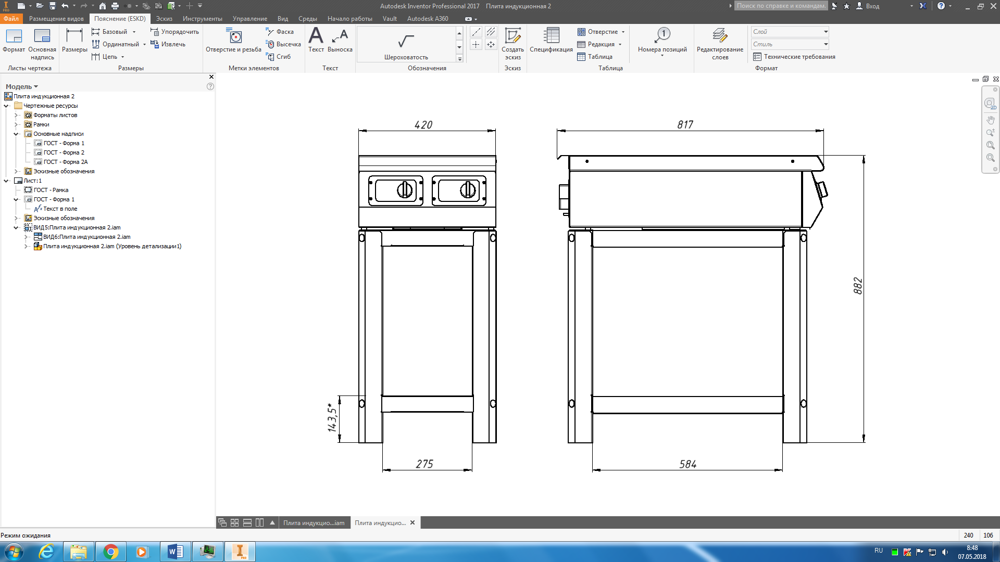 Autodesk Inventor Professional 2017 Плита индукционная 2
Поиск по справке и командам.
Вход
Файл Размещение видов Пояснение (ESKD) Эскиз Инструменты Управление Вид Среды Начало работы Vault Autodesk A360
Формат
Основная надпись
Листы чертежа
Размеры
Базовый
Ординатный
Цепь
Упорядочить
Извлечь
Размеры
Отверстие и резьба
Фаска
Высечка
Сгиб
Метки элементов
Текст
Выноска
Текст
Шероховатость
Обозначения
Создать эскиз
Эскиз
Спецификация
Отверстие
Редакция
Таблица
Таблица
1
Номера позиций
Редактирование слоев
Слой
Стиль
Технические требования
Формат
Модель
Плита индукционная 2
Чертежные ресурсы
Форматы листов
Рамки
Основные надписи
ГОСТ - Форма 1
ГОСТ - Форма 2
ГОСТ - Форма 2А
Эскизные обозначения
Лист:1
ГОСТ - Рамка
ГОСТ - Форма 1
Текст в поле
Эскизные обозначения
ВИД5:Плита индукционная 2.iam
ВИД6:Плита индукционная 2.iam
Плита индукционная 2.iam (Уровень детализации1)
420
817
882
143,5*
275
584
2D
Плита индукцио...iam
Плита индукцио...
Режим ожидания
240 106
RU
8:48
07.05.2018